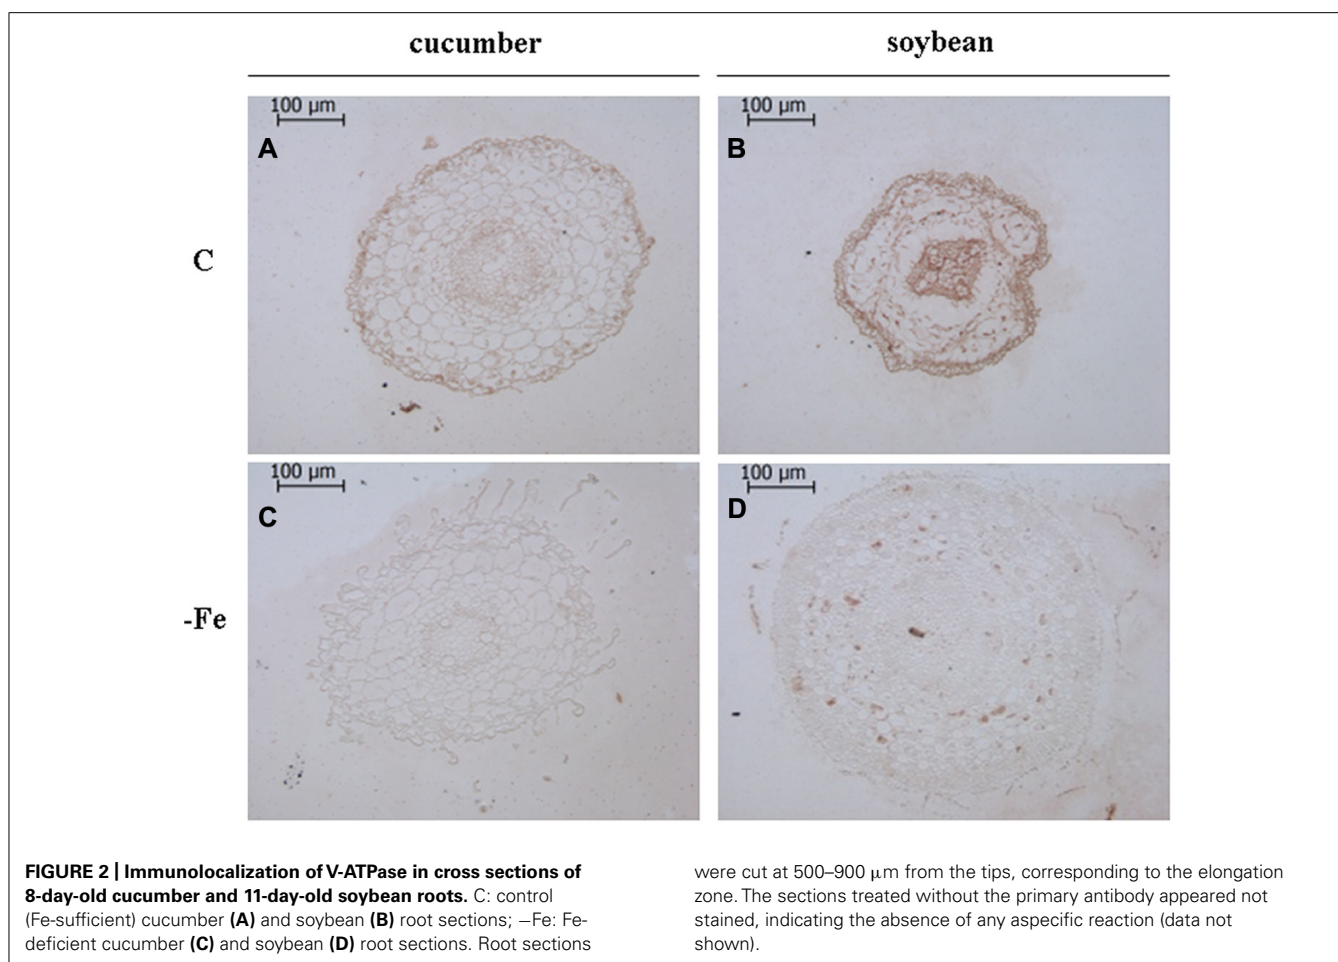 cucumber
soybean
C
100 µm
A
100 µm
B
-Fe
100 µm
C
100 µm
D
FIGURE 2 | Immunolocalization of V-ATPase in cross sections of
8-day-old cucumber and 11-day-old soybean roots. C: control
(Fe-sufficient) cucumber (A) and soybean (B) root sections; −Fe: Fe-
deficient cucumber (C) and soybean (D) root sections. Root sections
were cut at 500–900 µm from the tips, corresponding to the elongation
zone. The sections treated without the primary antibody appeared not
stained, indicating the absence of any aspecific reaction (data not
shown).